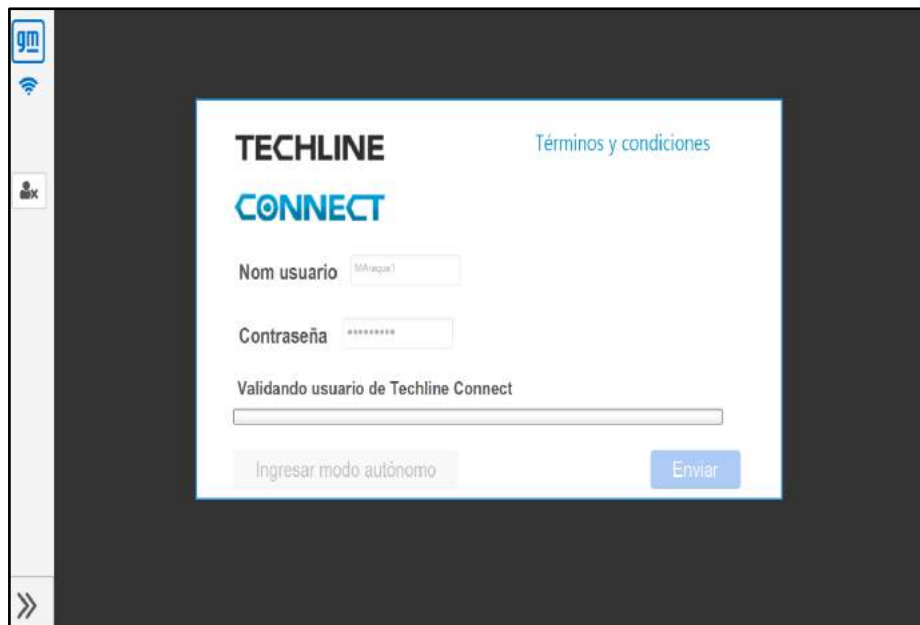 gm
TECHLINE
CONNECT
Términos y condiciones
Nom usuario
Contraseña
Validando usuario de Techline Connect
Ingresar modo autónomo
Enviar